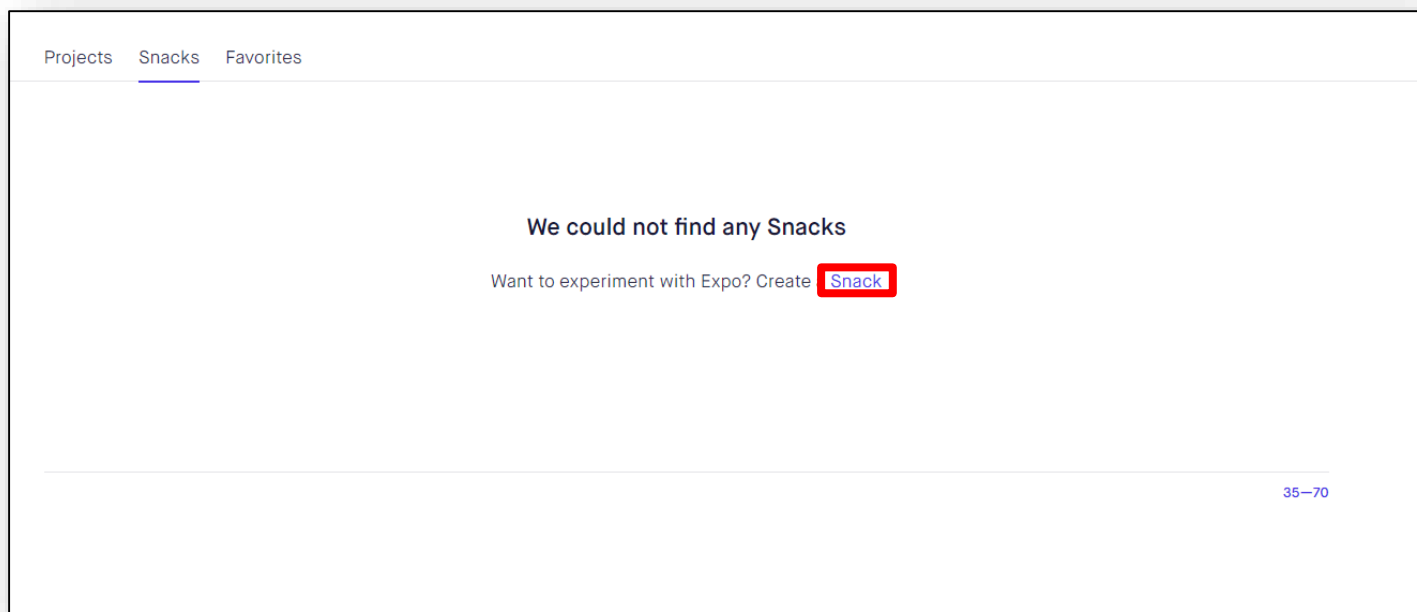 Projects Snacks Favorites
We could not find any Snacks
Want to experiment with Expo? Create Snack
35—70